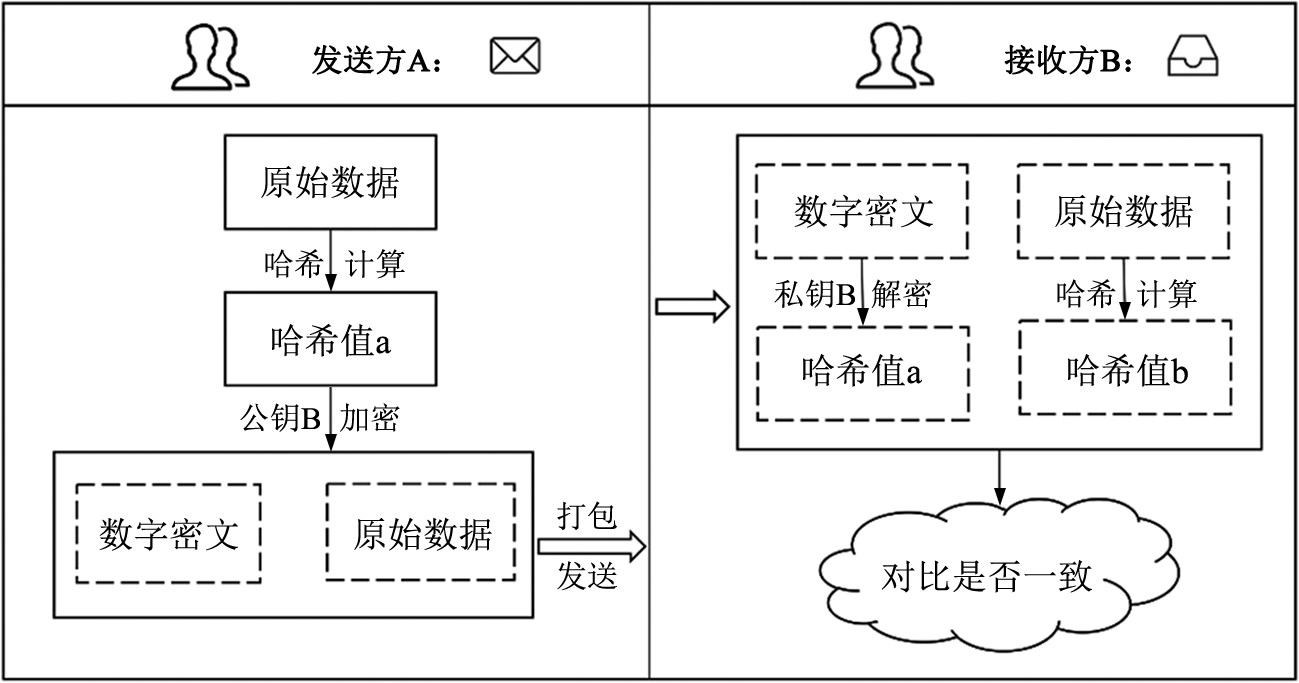 发送方A：
接收方B：
原始数据
哈希 计算
哈希值a
公钥B 加密
数字密文
原始数据
打包
发送
数字密文
原始数据
私钥B 解密
哈希 计算
哈希值a
哈希值b
对比是否一致